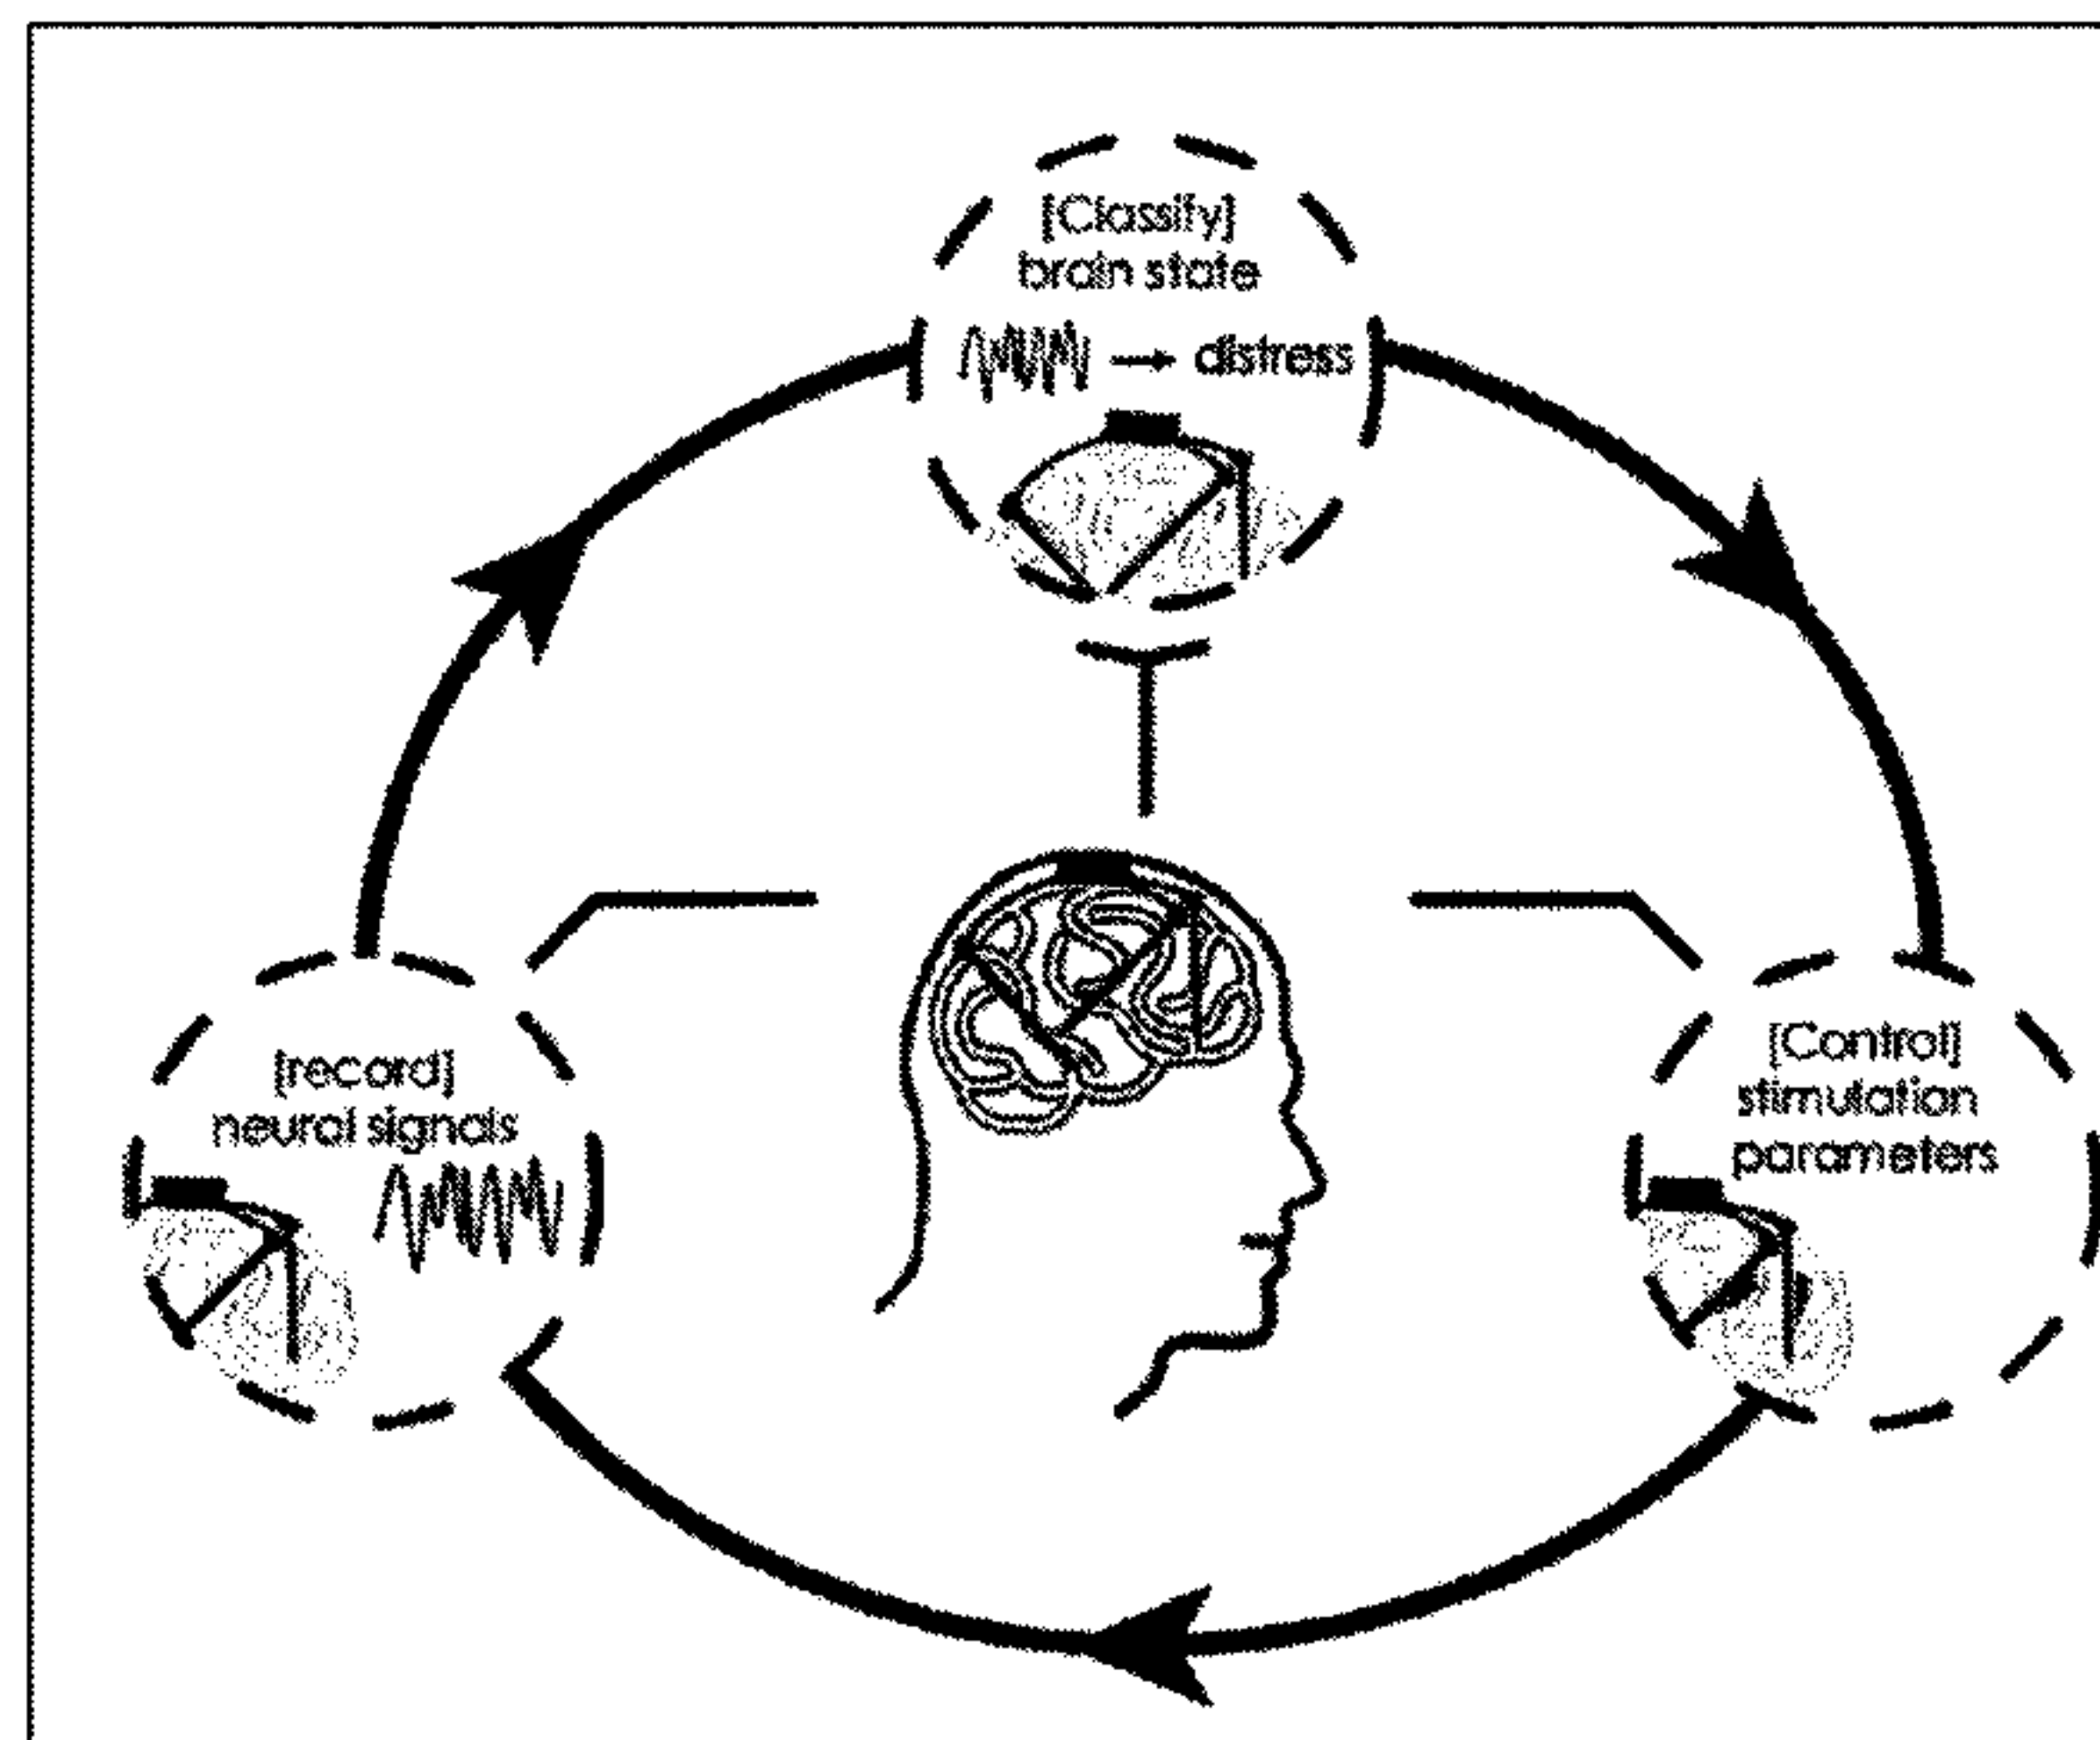 [Classify]
brain state
distress
[record]
neural signals
[Control]
stimulation
parameters